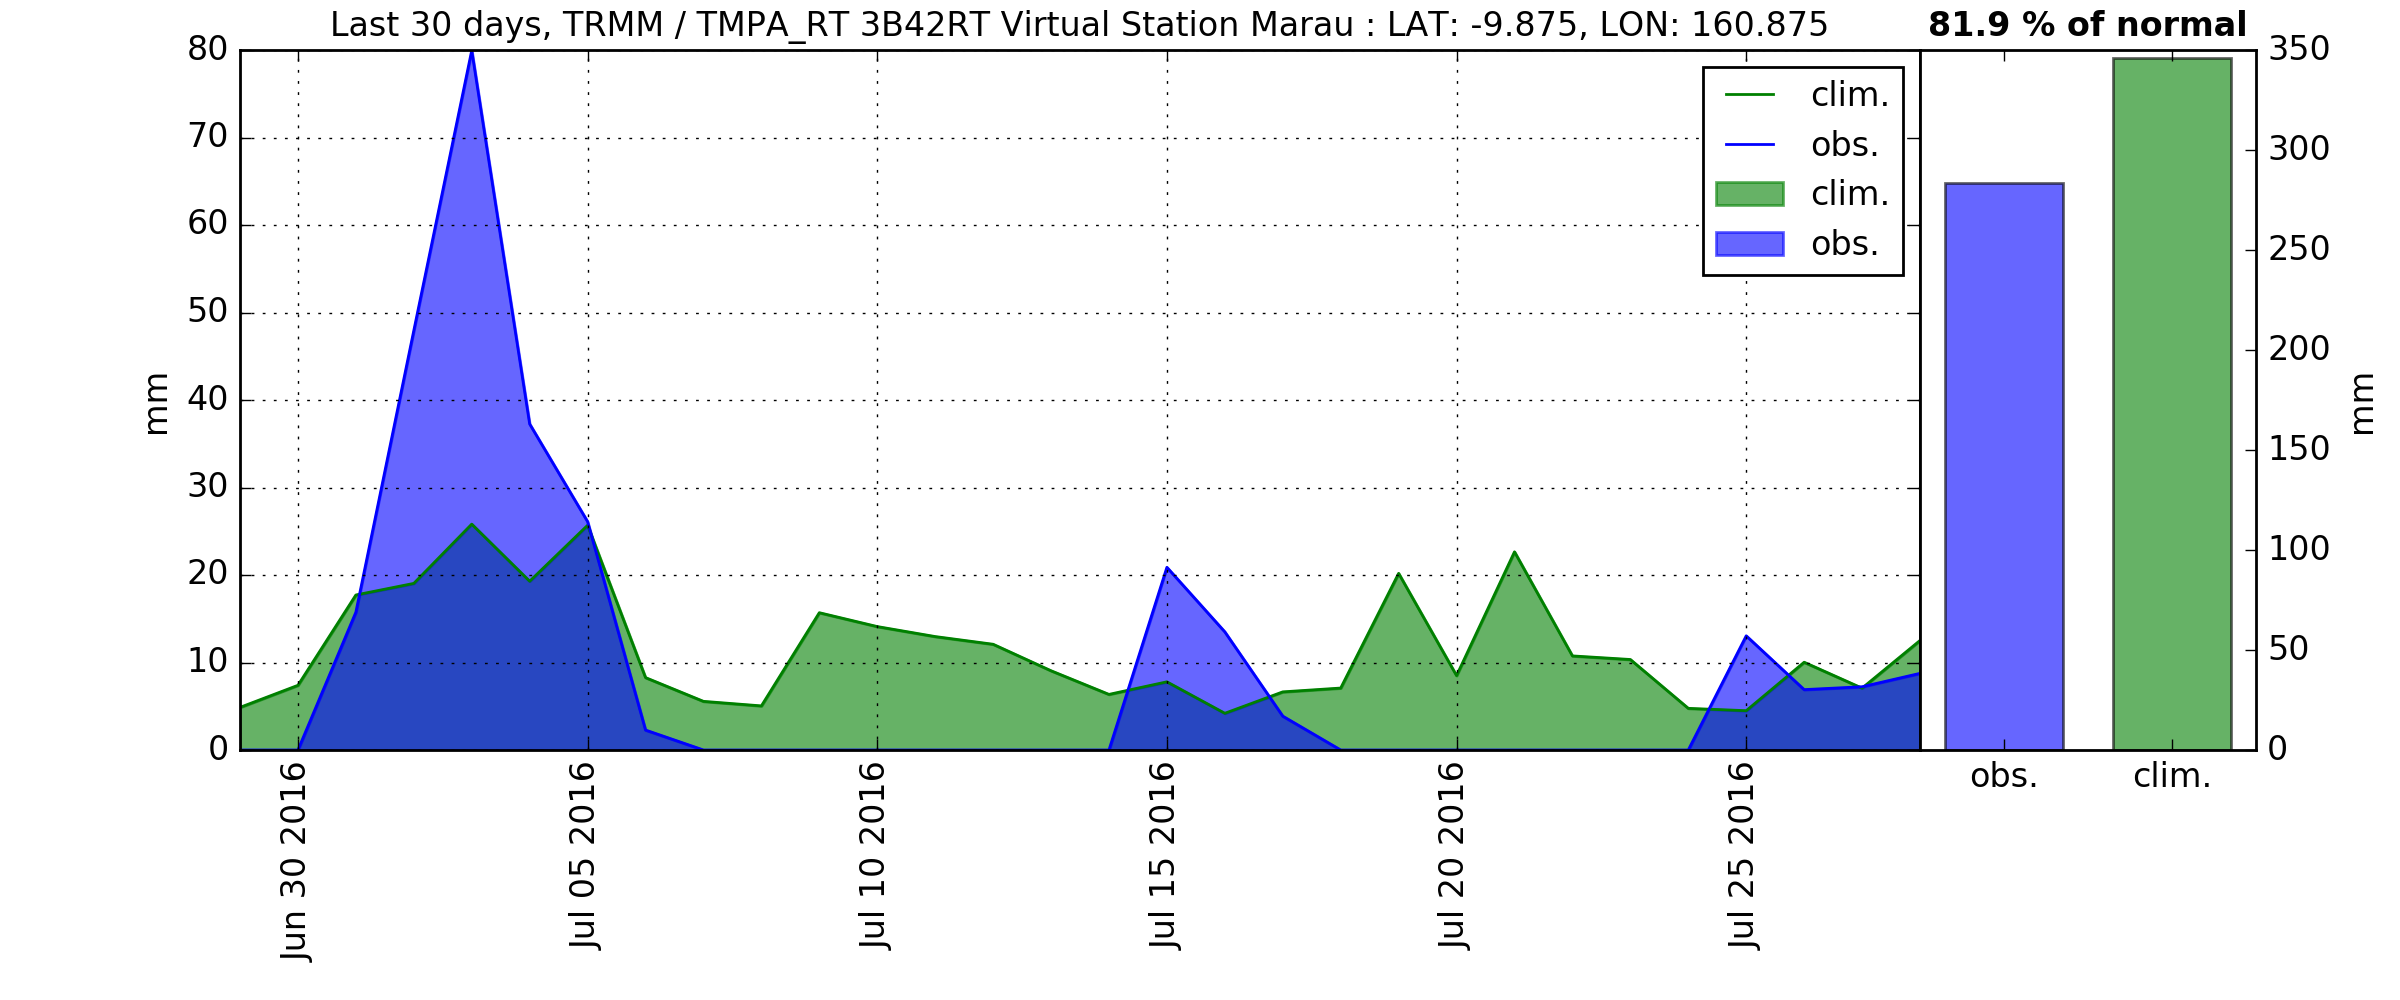 Last 30 days, TRMM / TMPA_RT 3B42RT Virtual Station Marau : LAT: -9.875, LON: 160.875
81.9 % of normal
80
70
60
50
40
30
20
10
0
mm
clim.
obs.
clim.
obs.
Jun 30 2016
Jul 05 2016
Jul 10 2016
Jul 15 2016
Jul 20 2016
Jul 25 2016
350
300
250
200
150
100
50
0
mm
obs.
clim.